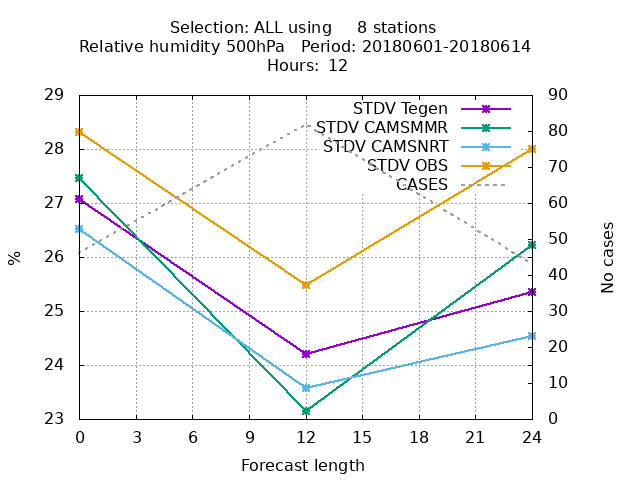 Selection: ALL using     8 stations
Relative humidity 500hPa   Period: 20180601-20180614
Hours: 12
29
28
27
26
25
24
23
90
80
70
60
50
40
30
20
10
0
%
No cases
STDV Tegen
STDV CAMSMMR
STDV CAMSNRT
STDV OBS
CASES
0 3 6 9 12 15 18 21 24
Forecast length